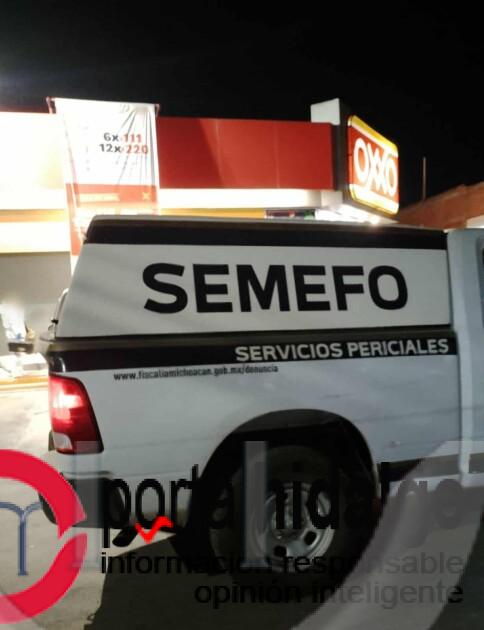 6x 111
12x 220
OXXO
SEMEFO
SERVICIOS PERICIALES
www.fiscaliamichoacan.gob.mx/denuncia
portalhidalgo
información responsable
opinión inteligente